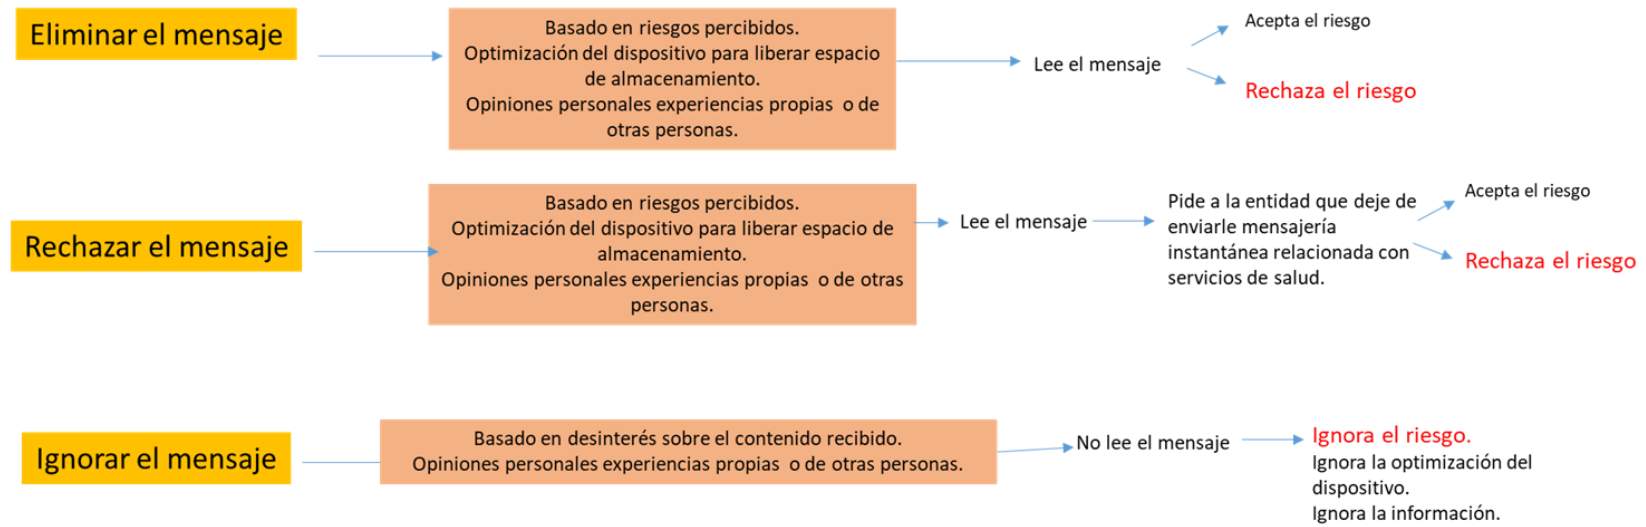 Eliminar el mensaje
Basado en riesgos percibidos.
Optimización del dispositivo para liberar espacio
de almacenamiento.
Opiniones personales experiencias propias o de
otras personas.
Lee el mensaje
Acepta el riesgo
Rechaza el riesgo
Rechazar el mensaje
Basado en riesgos percibidos.
Optimización del dispositivo para liberar espacio de
almacenamiento.
Opiniones personales experiencias propias o de otras
personas.
Lee el mensaje
Pide a la entidad que deje de
enviarle mensajería
instantánea relacionada con
servicios de salud.
Acepta el riesgo
Rechaza el riesgo
Ignorar el mensaje
Basado en desinterés sobre el contenido recibido.
Opiniones personales experiencias propias o de otras personas.
No lee el mensaje
Ignora el riesgo.
Ignora la optimización del
dispositivo.
Ignora la información.